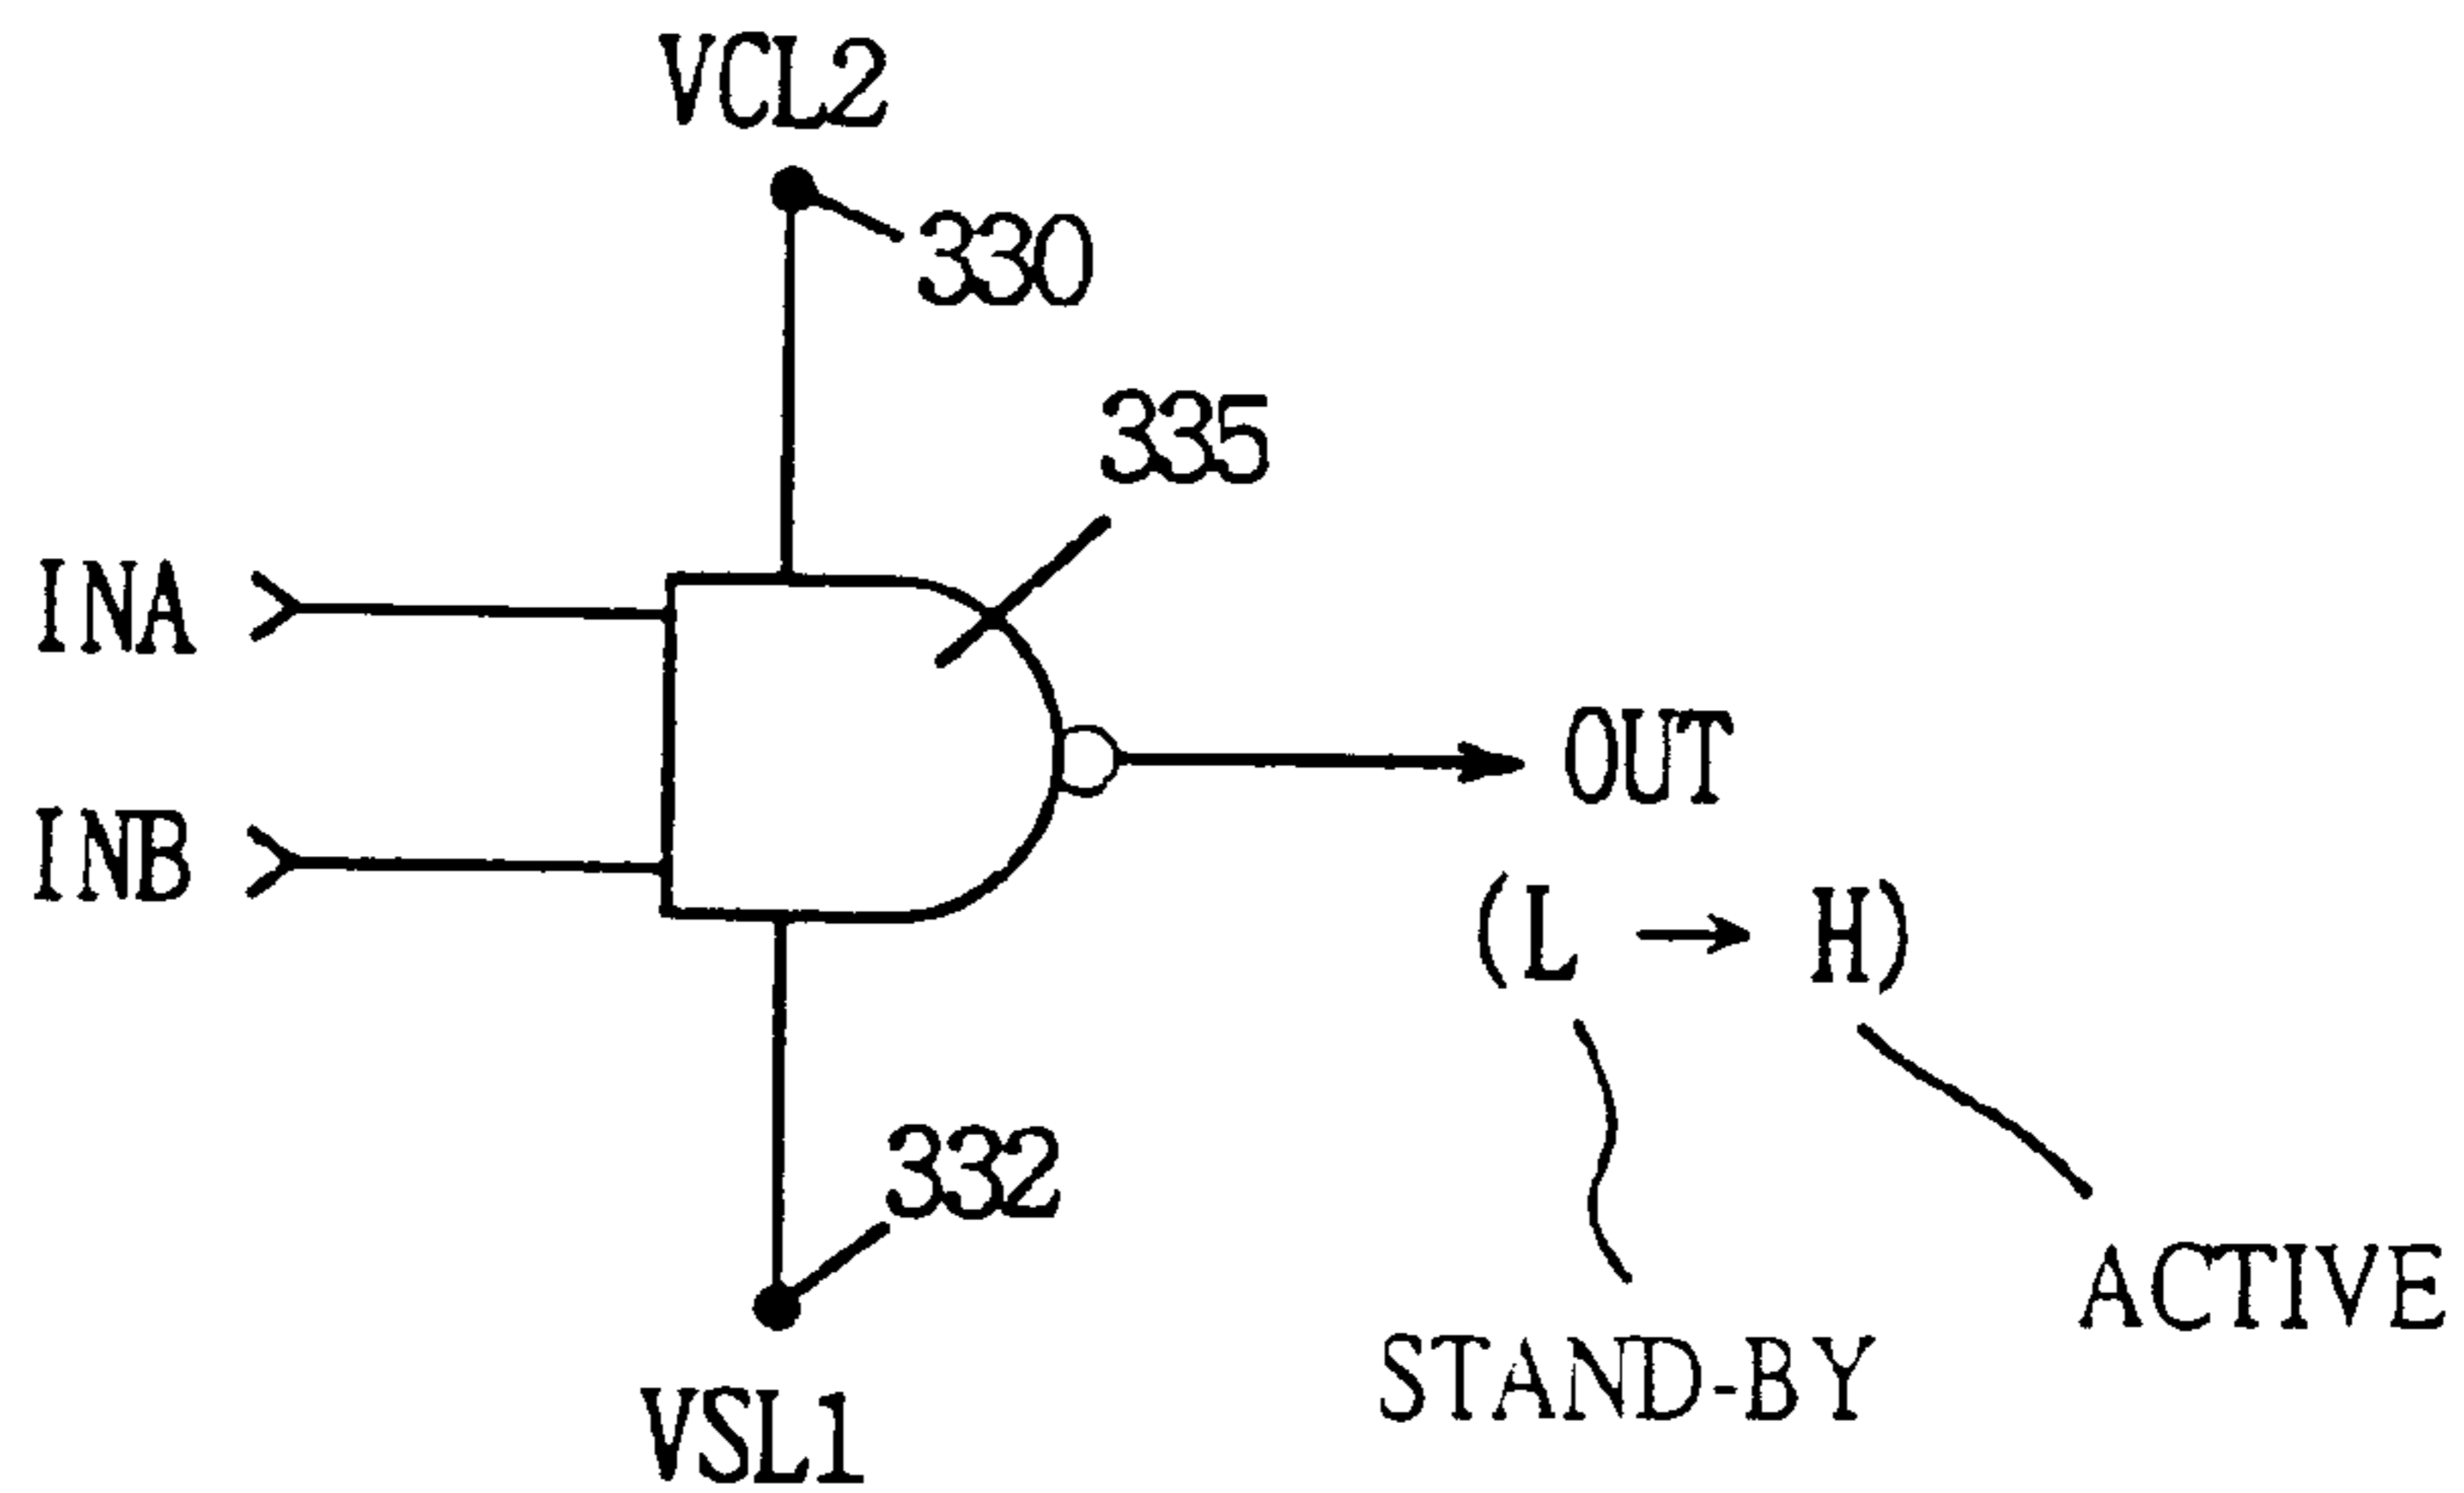 VCL2
330
335
INA
OUT
INB
(L → H)
332
ACTIVE
STAND-BY
VSL1